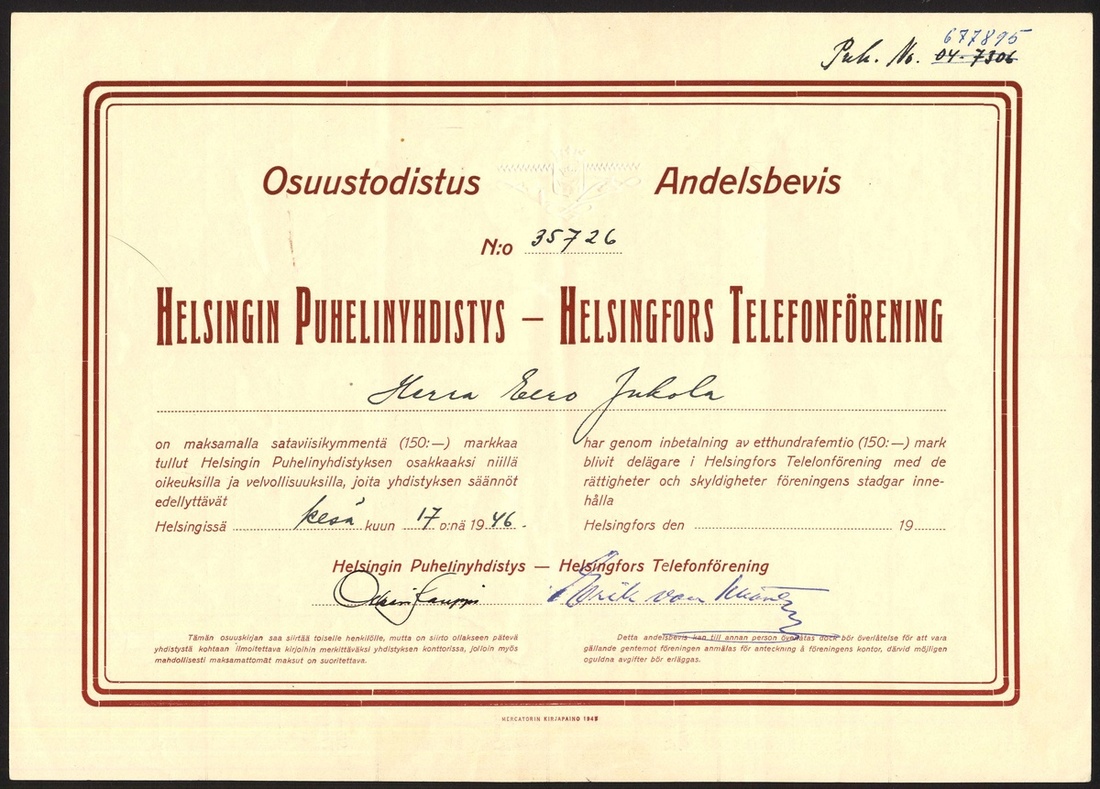 677895
Puh. No. 04-7306
Osuustodistus Andelsbevis
N:o 35726
HELSINGIN PUHELINYHDISTYS — HELSINGFORS TELEFONFÖRENING
Herra Eero Jukola
on maksamalla sataviisikymmentä (150:—) markkaa
tullut Helsingin Puhelinyhdistyksen osakkaaksi niillä
oikeuksilla ja velvollisuuksilla, joita yhdistyksen säännöt
edellyttävät
Helsingissä kesä kuun 17 p:nä 1946.
har genom inbetalning av etthundrafemtio (150:—) mark
blivit delägare i Helsingfors Telelonförening med de
rättigheter och skyldigheter föreningens stadgar inne-
hålla
Helsingfors den 19
Helsingin Puhelinyhdistys — Helsingfors Telefonförening
Erik von
Tämän osuuskirjan saa siirtää toiselle henkilölle, mutta on siirto ollakseen pätevä
yhdistystä kohtaan ilmoitettava kirjoihin merkittäväksi yhdistyksen konttorissa, jolloin myös
mahdollisesti maksamattomät maksut on suoritettava.
Detta andelsbevis kan till annan person överlåtas dock bör överlåtelse för att vara
gällande gentemot föreningen anmälas för anteckning å föreningens kontor, därvid möjligen
oguldna avgifter bör erläggas.
MERCATORIN KIRJAPAINO 1945